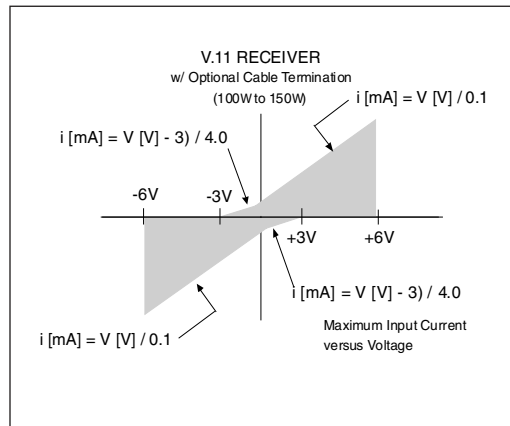 V.11 RECEIVER
w/ Optional Cable Termination
(100W to 150W)
i [mA] = V [V] / 0.1
i [mA] = V [V] - 3) / 4.0
-6V
-3V
+3V
+6V
i [mA] = V [V] - 3) / 4.0
i [mA] = V [V] / 0.1
Maximum Input Current
versus Voltage